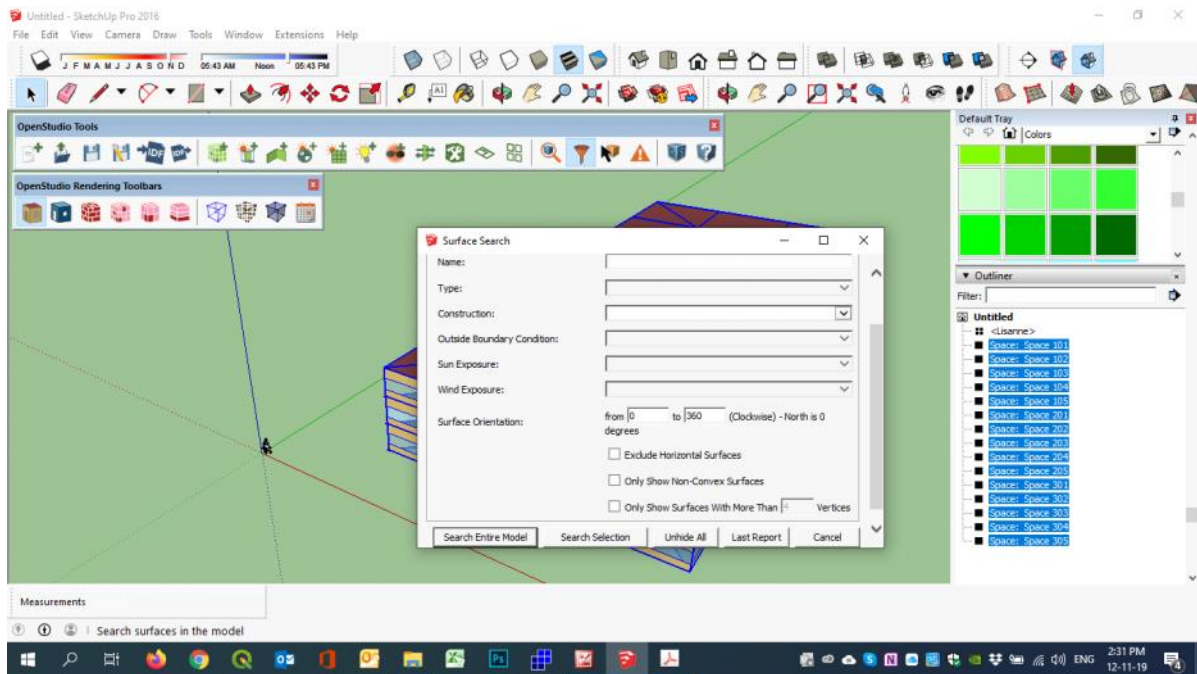 Untitled - SketchUp Pro 2016
File Edit View Camera Draw Tools Window Extensions Help
J F M A M J J A S O N D 05:43 AM Noon 05:43 PM
A1
OpenStudio Tools
IDF IDF
OpenStudio Rendering Toolbars
Surface Search
Name:
Type:
Construction:
Outside Boundary Condition:
Sun Exposure:
Wind Exposure:
Surface Orientation:
from 0 to 360 (Clockwise) - North is 0
degrees
Exclude Horizontal Surfaces
Only Show Non-Convex Surfaces
Only Show Surfaces With More Than 4 Vertices
Search Entire Model Search Selection Unhide All Last Report Cancel
Default Tray
Colors
Outliner
Filter:
Untitled
<Lisanne>
Space: Space 101
Space: Space 102
Space: Space 103
Space: Space 104
Space: Space 105
Space: Space 201
Space: Space 202
Space: Space 203
Space: Space 204
Space: Space 205
Space: Space 301
Space: Space 302
Space: Space 303
Space: Space 304
Space: Space 305
Measurements
Search surfaces in the model
Ps
ENG
2:31 PM
12-11-19